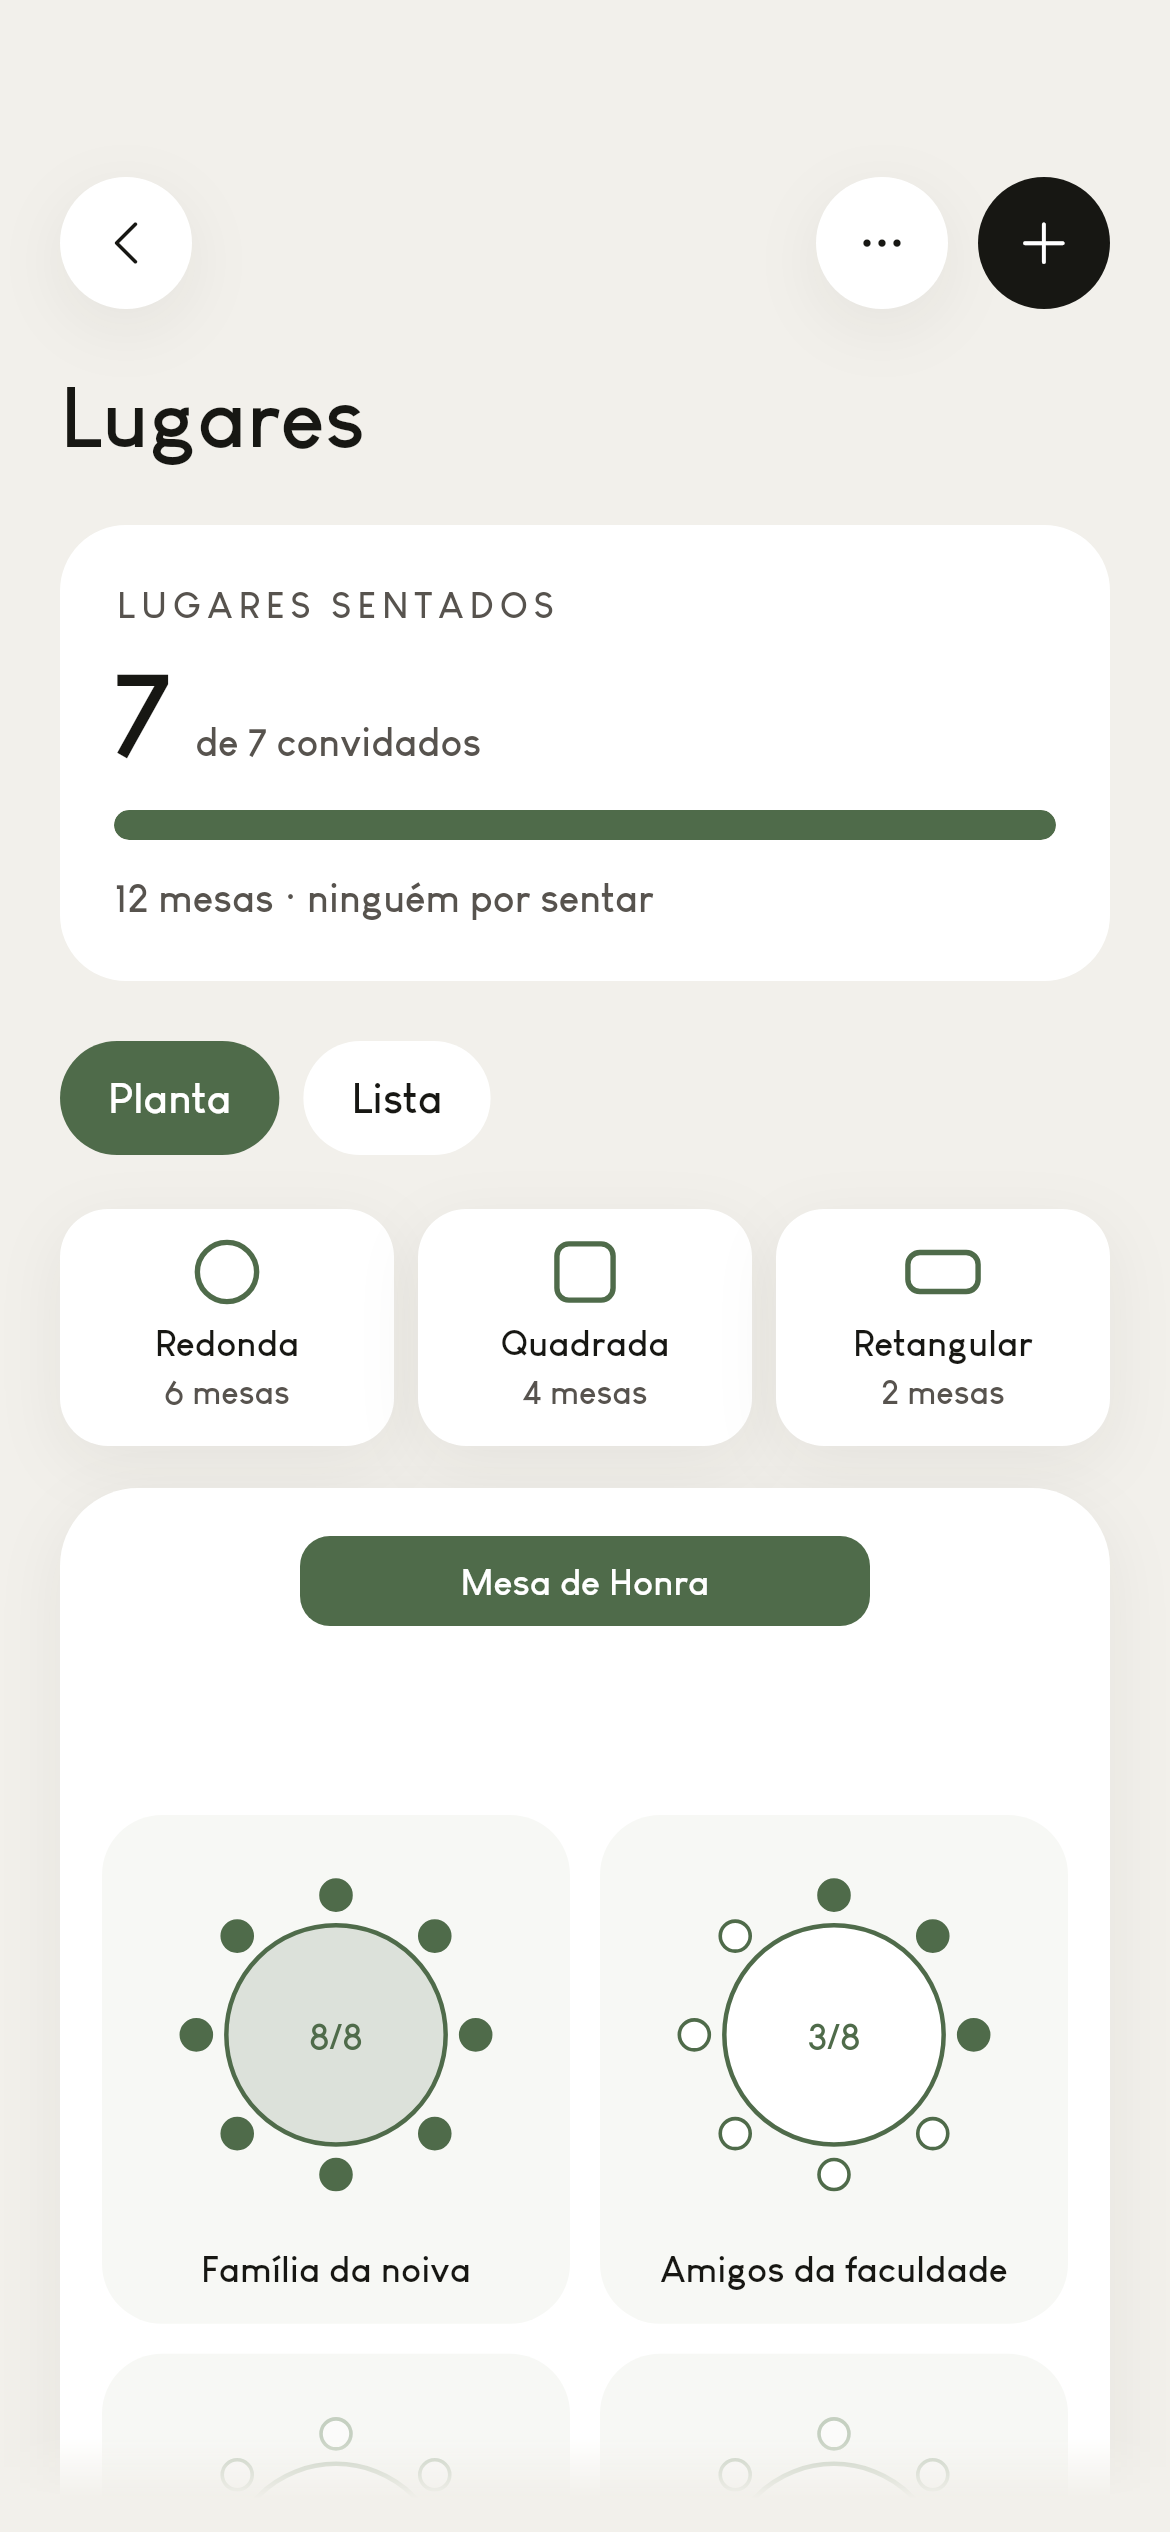 Lugares
LUGARES SENTADOS
7 de 7 convidados
12 mesas · ninguém por sentar
Planta
Lista
Redonda
6 mesas
Quadrada
4 mesas
Retangular
2 mesas
Mesa de Honra
8/8
Família da noiva
3/8
Amigos da faculdade